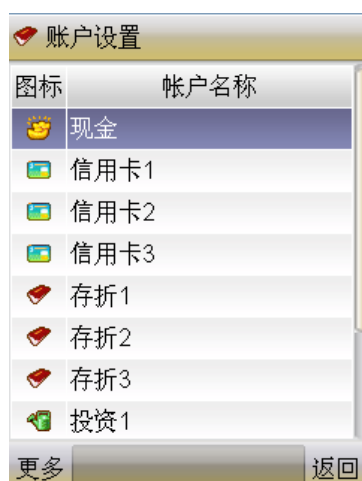 账户设置
图标 帐户名称
现金
信用卡1
信用卡2
信用卡3
存折1
存折2
存折3
投资1
更多 返回